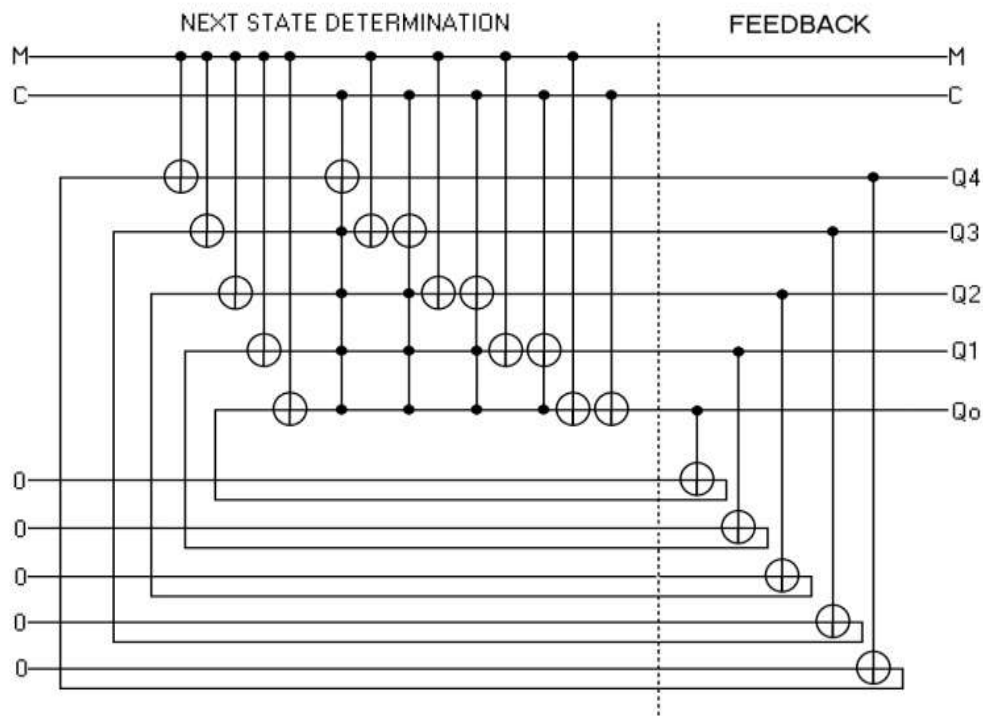 NEXT STATE DETERMINATION FEEDBACK
M M
C C
Q4
Q3
Q2
Q1
Qo
0
0
0
0
0